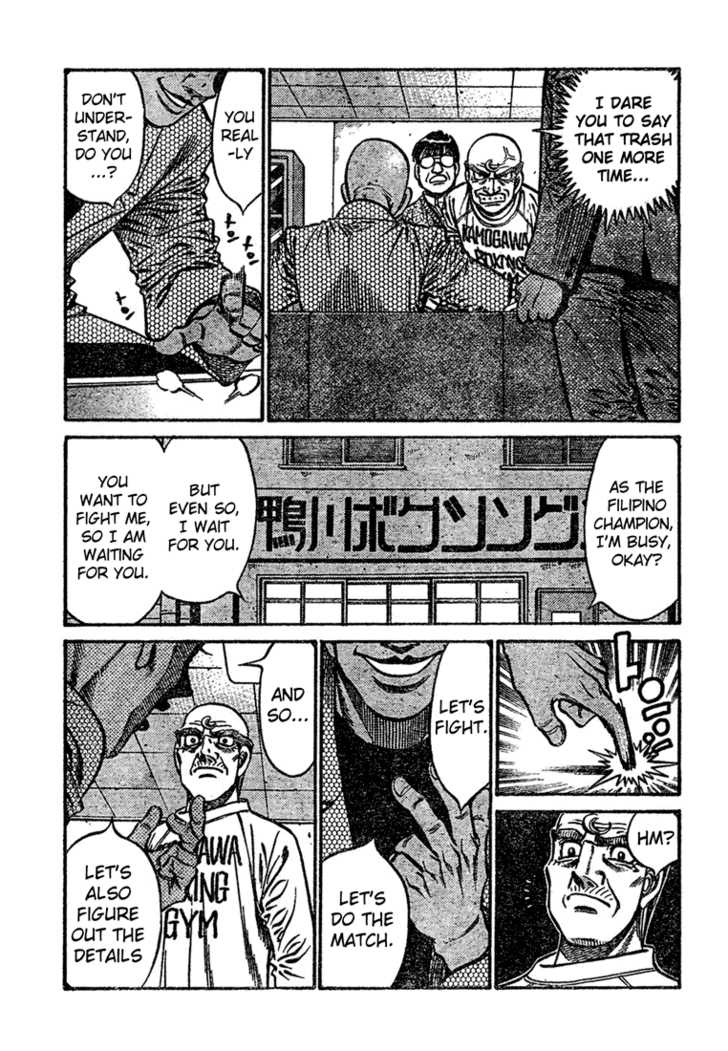 I DARE
YOU TO SAY
THAT TRASH
ONE MORE
TIME...
KAMOGAWA
BOXING
YOU
REAL
-LY
DON'T
UNDER-
STAND,
DO YOU
...?
AS THE
FILIPINO
CHAMPION,
I'M BUSY,
OKAY?
鴨川ボクシングジ
BUT
EVEN SO,
I WAIT
FOR YOU.
YOU
WANT TO
FIGHT ME,
SO I AM
WAITING
FOR YOU.
HM?
LET'S
FIGHT.
LET'S
DO THE
MATCH.
AND
SO...
GAWA
KING
GYM
LET'S
ALSO
FIGURE
OUT THE
DETAILS